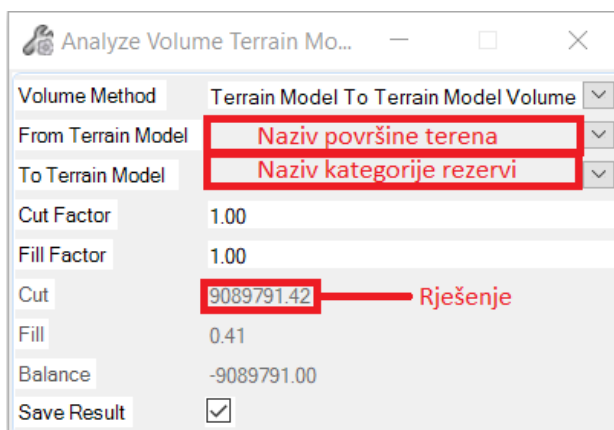 Analyze Volume Terrain Mo...
Volume Method Terrain Model To Terrain Model Volume
From Terrain Model Naziv površine terena
To Terrain Model Naziv kategorije rezervi
Cut Factor 1.00
Fill Factor 1.00
Cut 9089791.42 Rješenje
Fill 0.41
Balance -9089791.00
Save Result